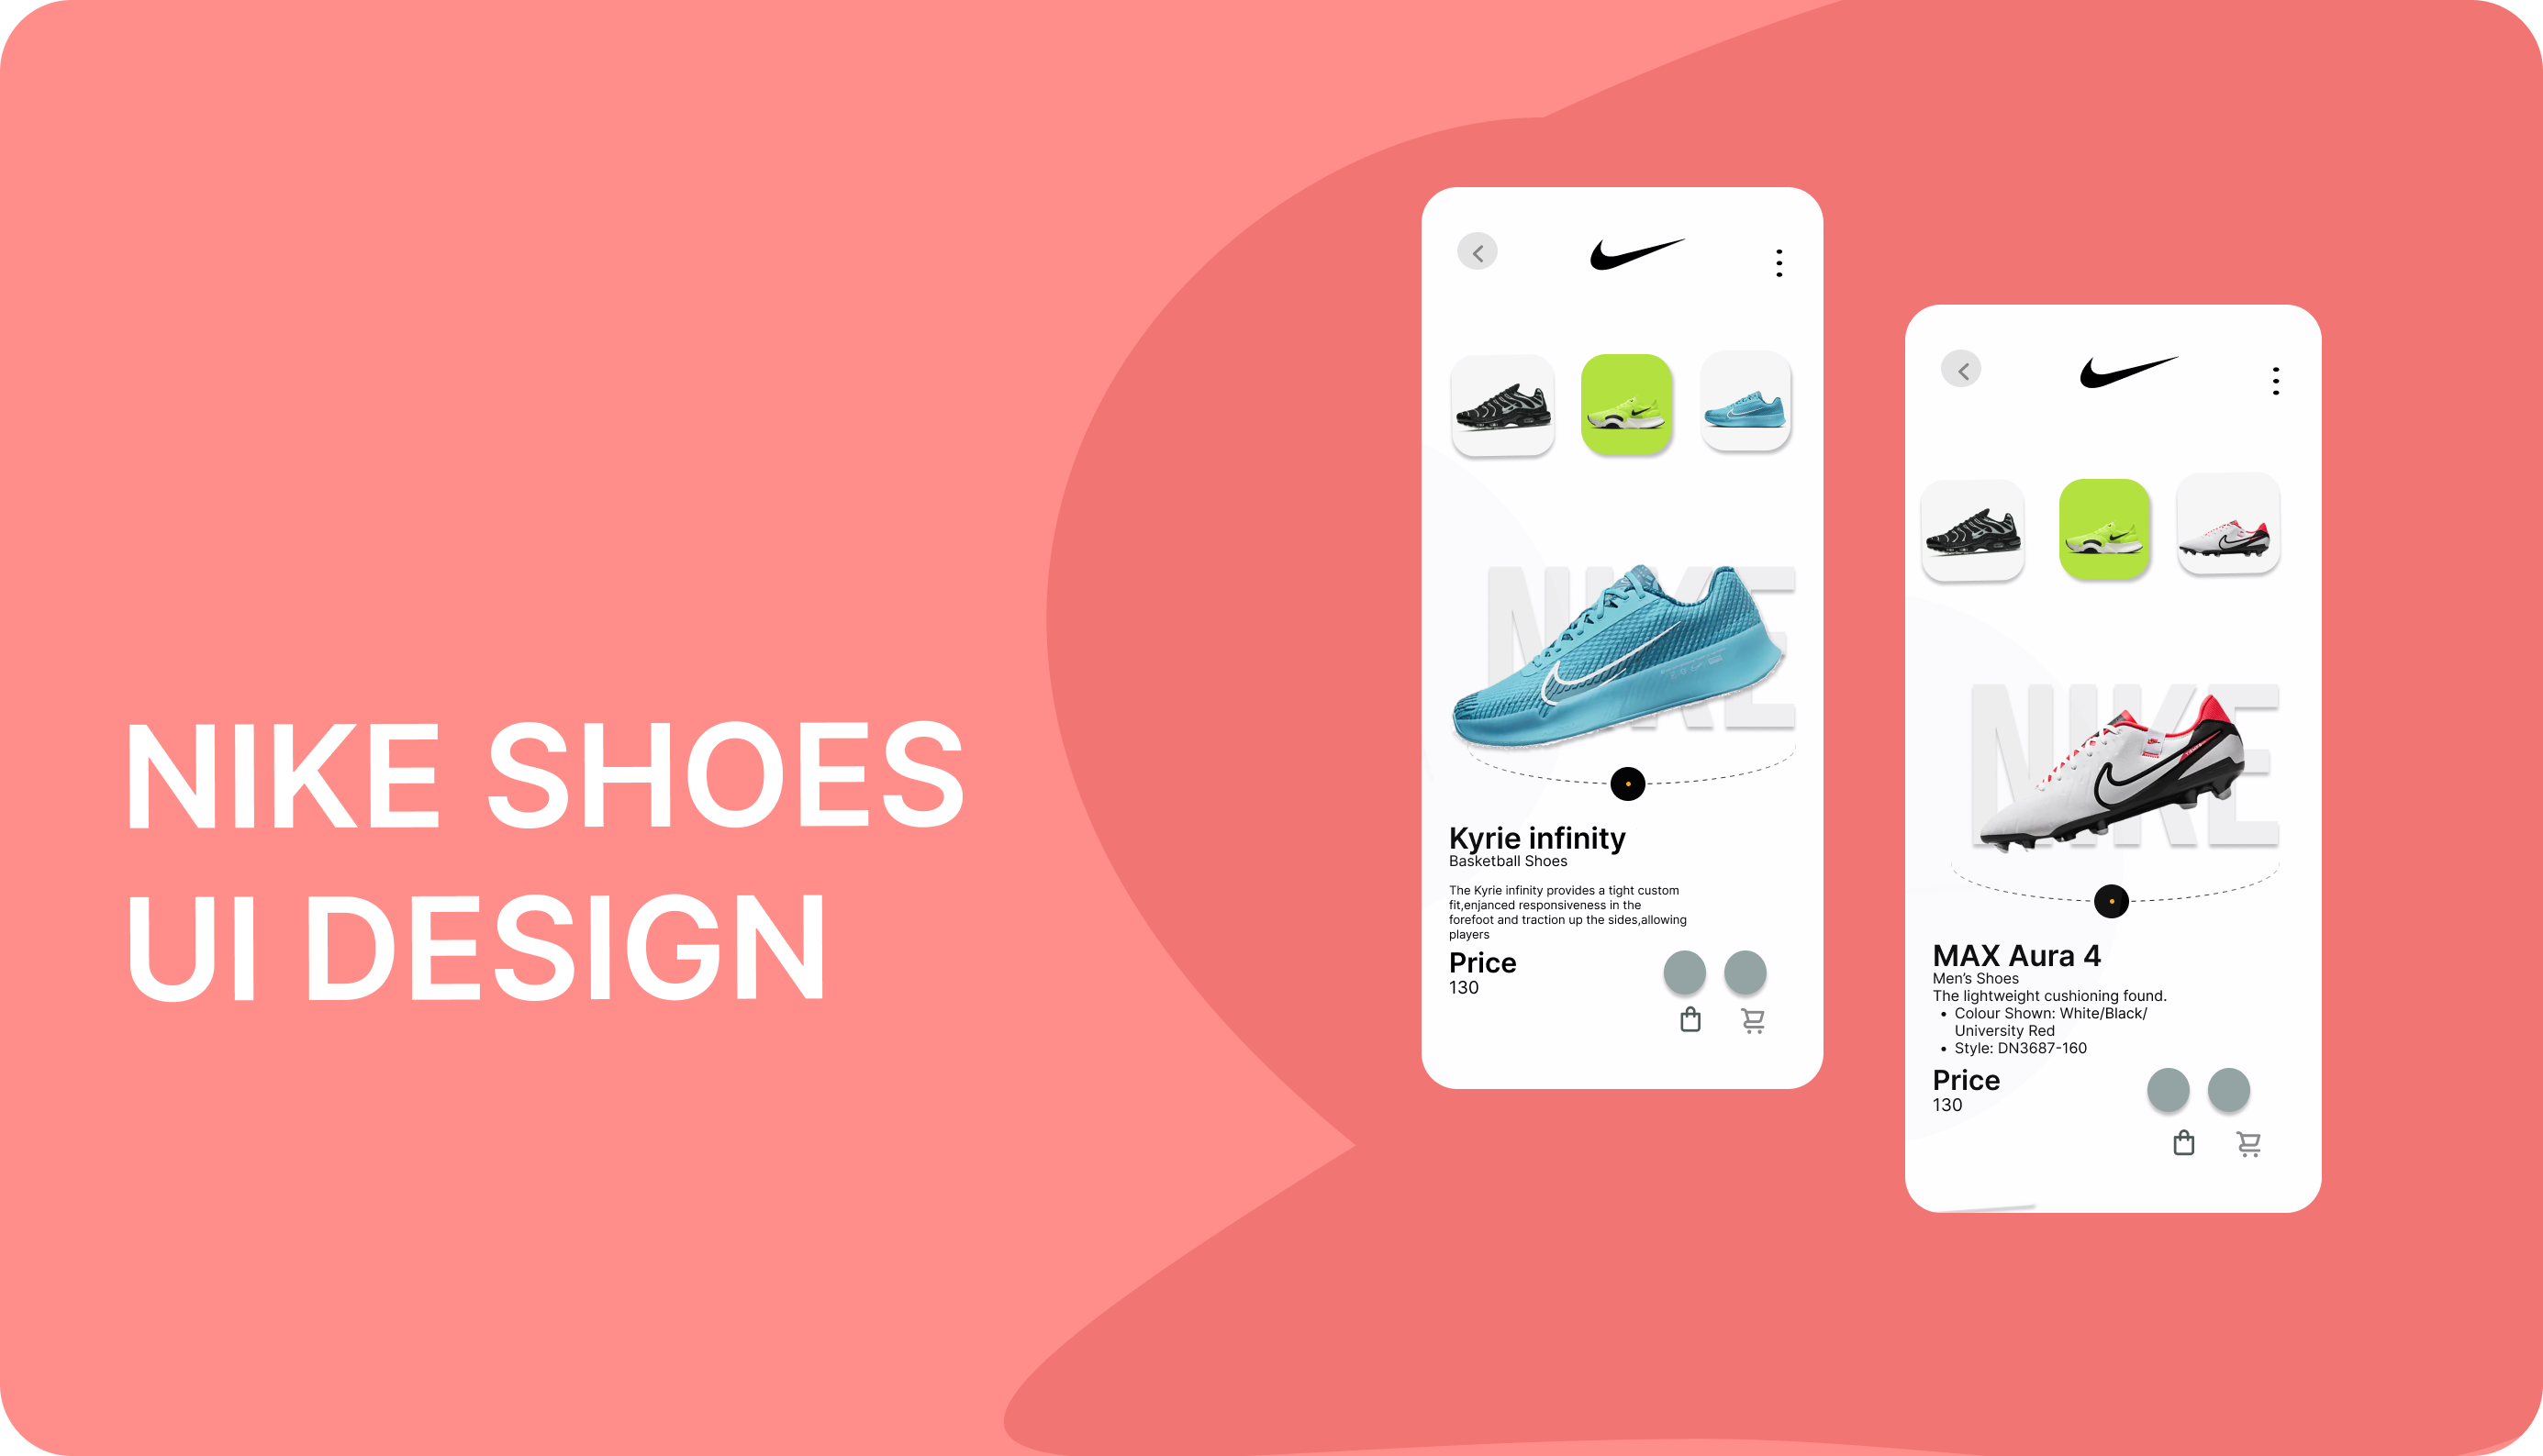 NIKE SHOES
UI DESIGN
NIKE
Kyrie infinity
Basketball Shoes
The Kyrie infinity provides a tight custom
fit,enjanced responsiveness in the
forefoot and traction up the sides,allowing
players
Price
130
NIKE
MAX Aura 4
Men's Shoes
The lightweight cushioning found.
• Colour Shown: White/Black/
University Red
• Style: DN3687-160
Price
130